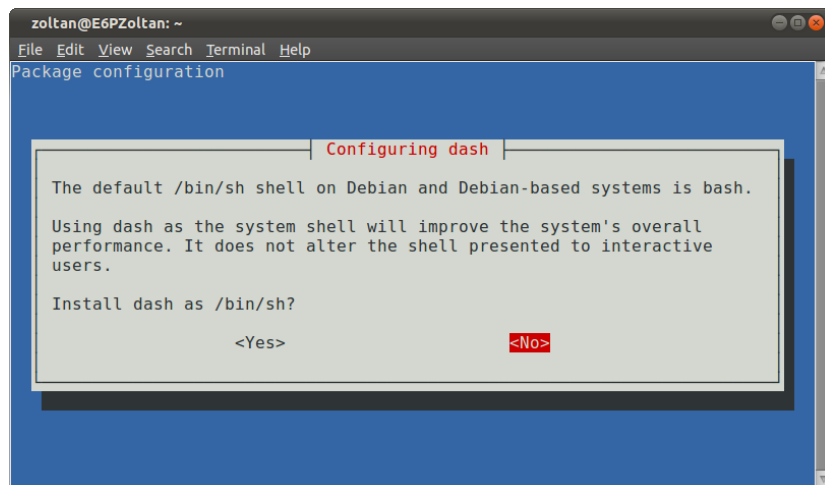 zoltan@E6PZoltan: ~
File Edit View Search Terminal Help
Package configuration
Configuring dash
The default /bin/sh shell on Debian and Debian-based systems is bash.
Using dash as the system shell will improve the system's overall
performance. It does not alter the shell presented to interactive
users.
Install dash as /bin/sh?
<Yes> <No>